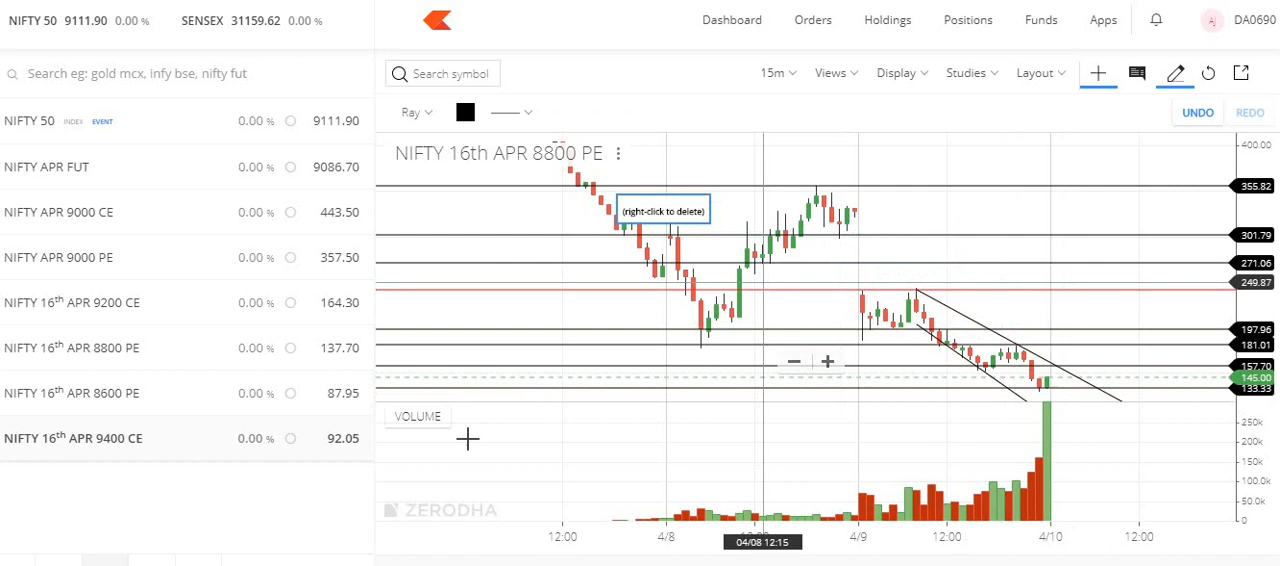 NIFTY 50 9111.90 0.00 % SENSEX 31159.62 0.00 %
Dashboard Orders Holdings Positions Funds Apps AJ DA0690
Search eg: gold mcx, infy bse, nifty fut
Search symbol 15m Views Display Studies Layout
NIFTY 50 INDEX EVENT 0.00 % 9111.90
Ray UNDO REDO
NIFTY APR FUT 0.00 % 9086.70
NIFTY APR 9000 CE 0.00 % 443.50
NIFTY APR 9000 PE 0.00 % 357.50
NIFTY 16th APR 9200 CE 0.00 % 164.30
NIFTY 16th APR 8800 PE 0.00 % 137.70
NIFTY 16th APR 8600 PE 0.00 % 87.95
NIFTY 16th APR 9400 CE 0.00 % 92.05
NIFTY 16th APR 8800 PE
(right-click to delete)
400.00
355.82
301.79
271.06
249.87
197.96
181.01
157.70
145.00
133.33
VOLUME
250k
200k
150k
100.0k
50.0k
0
ZERODHA
12:00 4/8 4/9 12:00 4/10 12:00
04/08 12:15